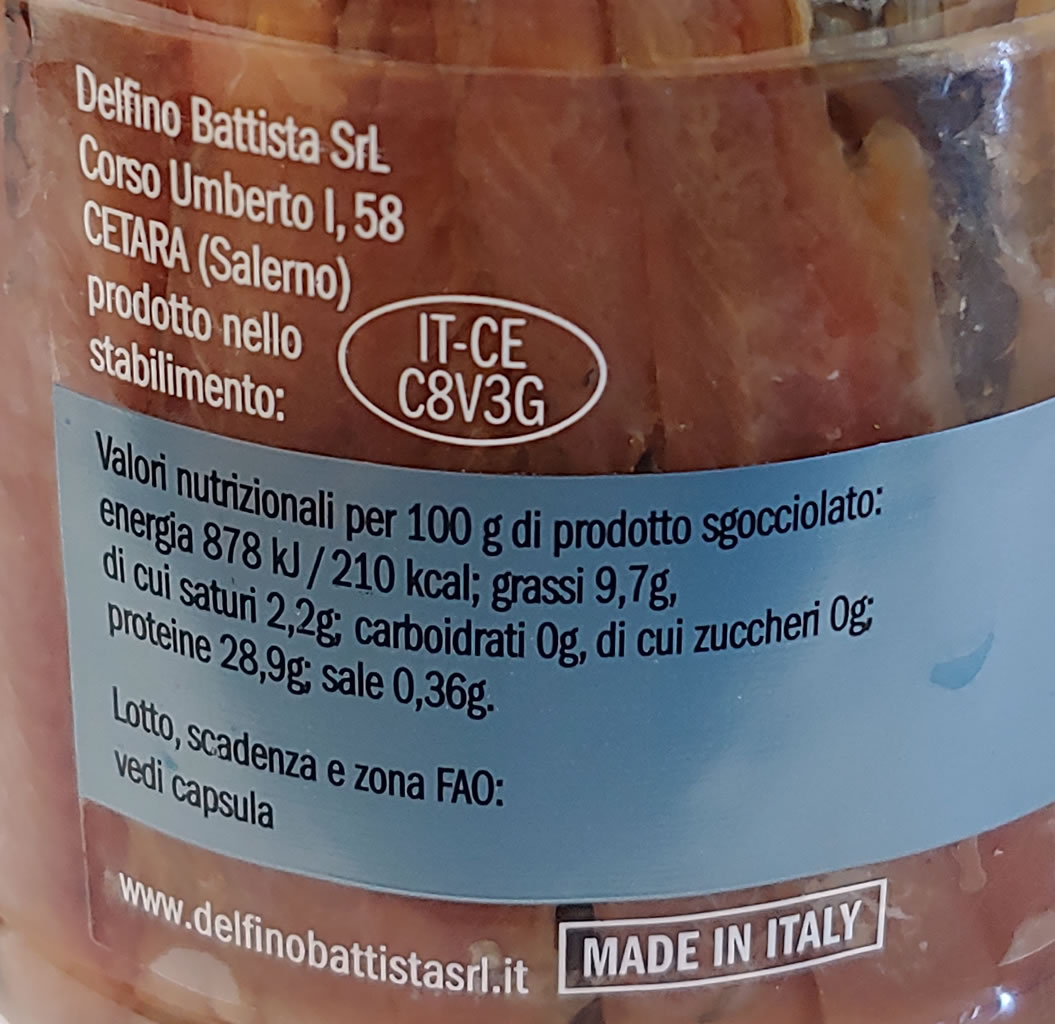 Delfino Battista SrL
Corso Umberto I, 58
CETARA (Salerno)
prodotto nello
stabilimento:
IT-CE
C8V3G
Valori nutrizionali per 100 g di prodotto sgocciolato:
energia 878 kJ / 210 kcal; grassi 9,7g,
di cui saturi 2,2g; carboidrati 0g, di cui zuccheri 0g;
proteine 28,9g; sale 0,36g.
Lotto, scadenza e zona FAO:
vedi capsula
www.delfinobattistasrl.it
MADE IN ITALY